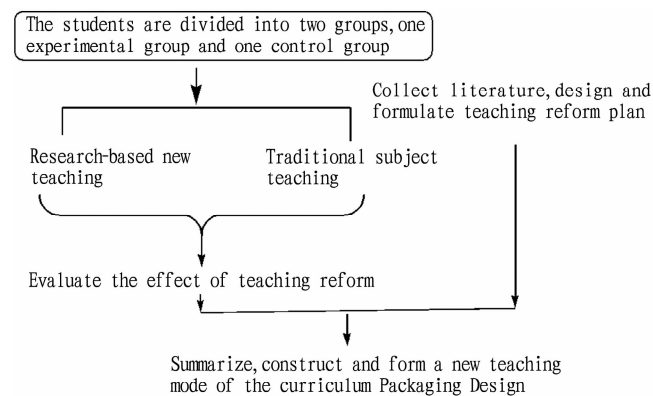 The students are divided into two groups, one
experimental group and one control group
Collect literature, design and
formulate teaching reform plan
Research-based new
teaching
Traditional subject
teaching
Evaluate the effect of teaching reform
Summarize, construct and form a new teaching
mode of the curriculum Packaging Design